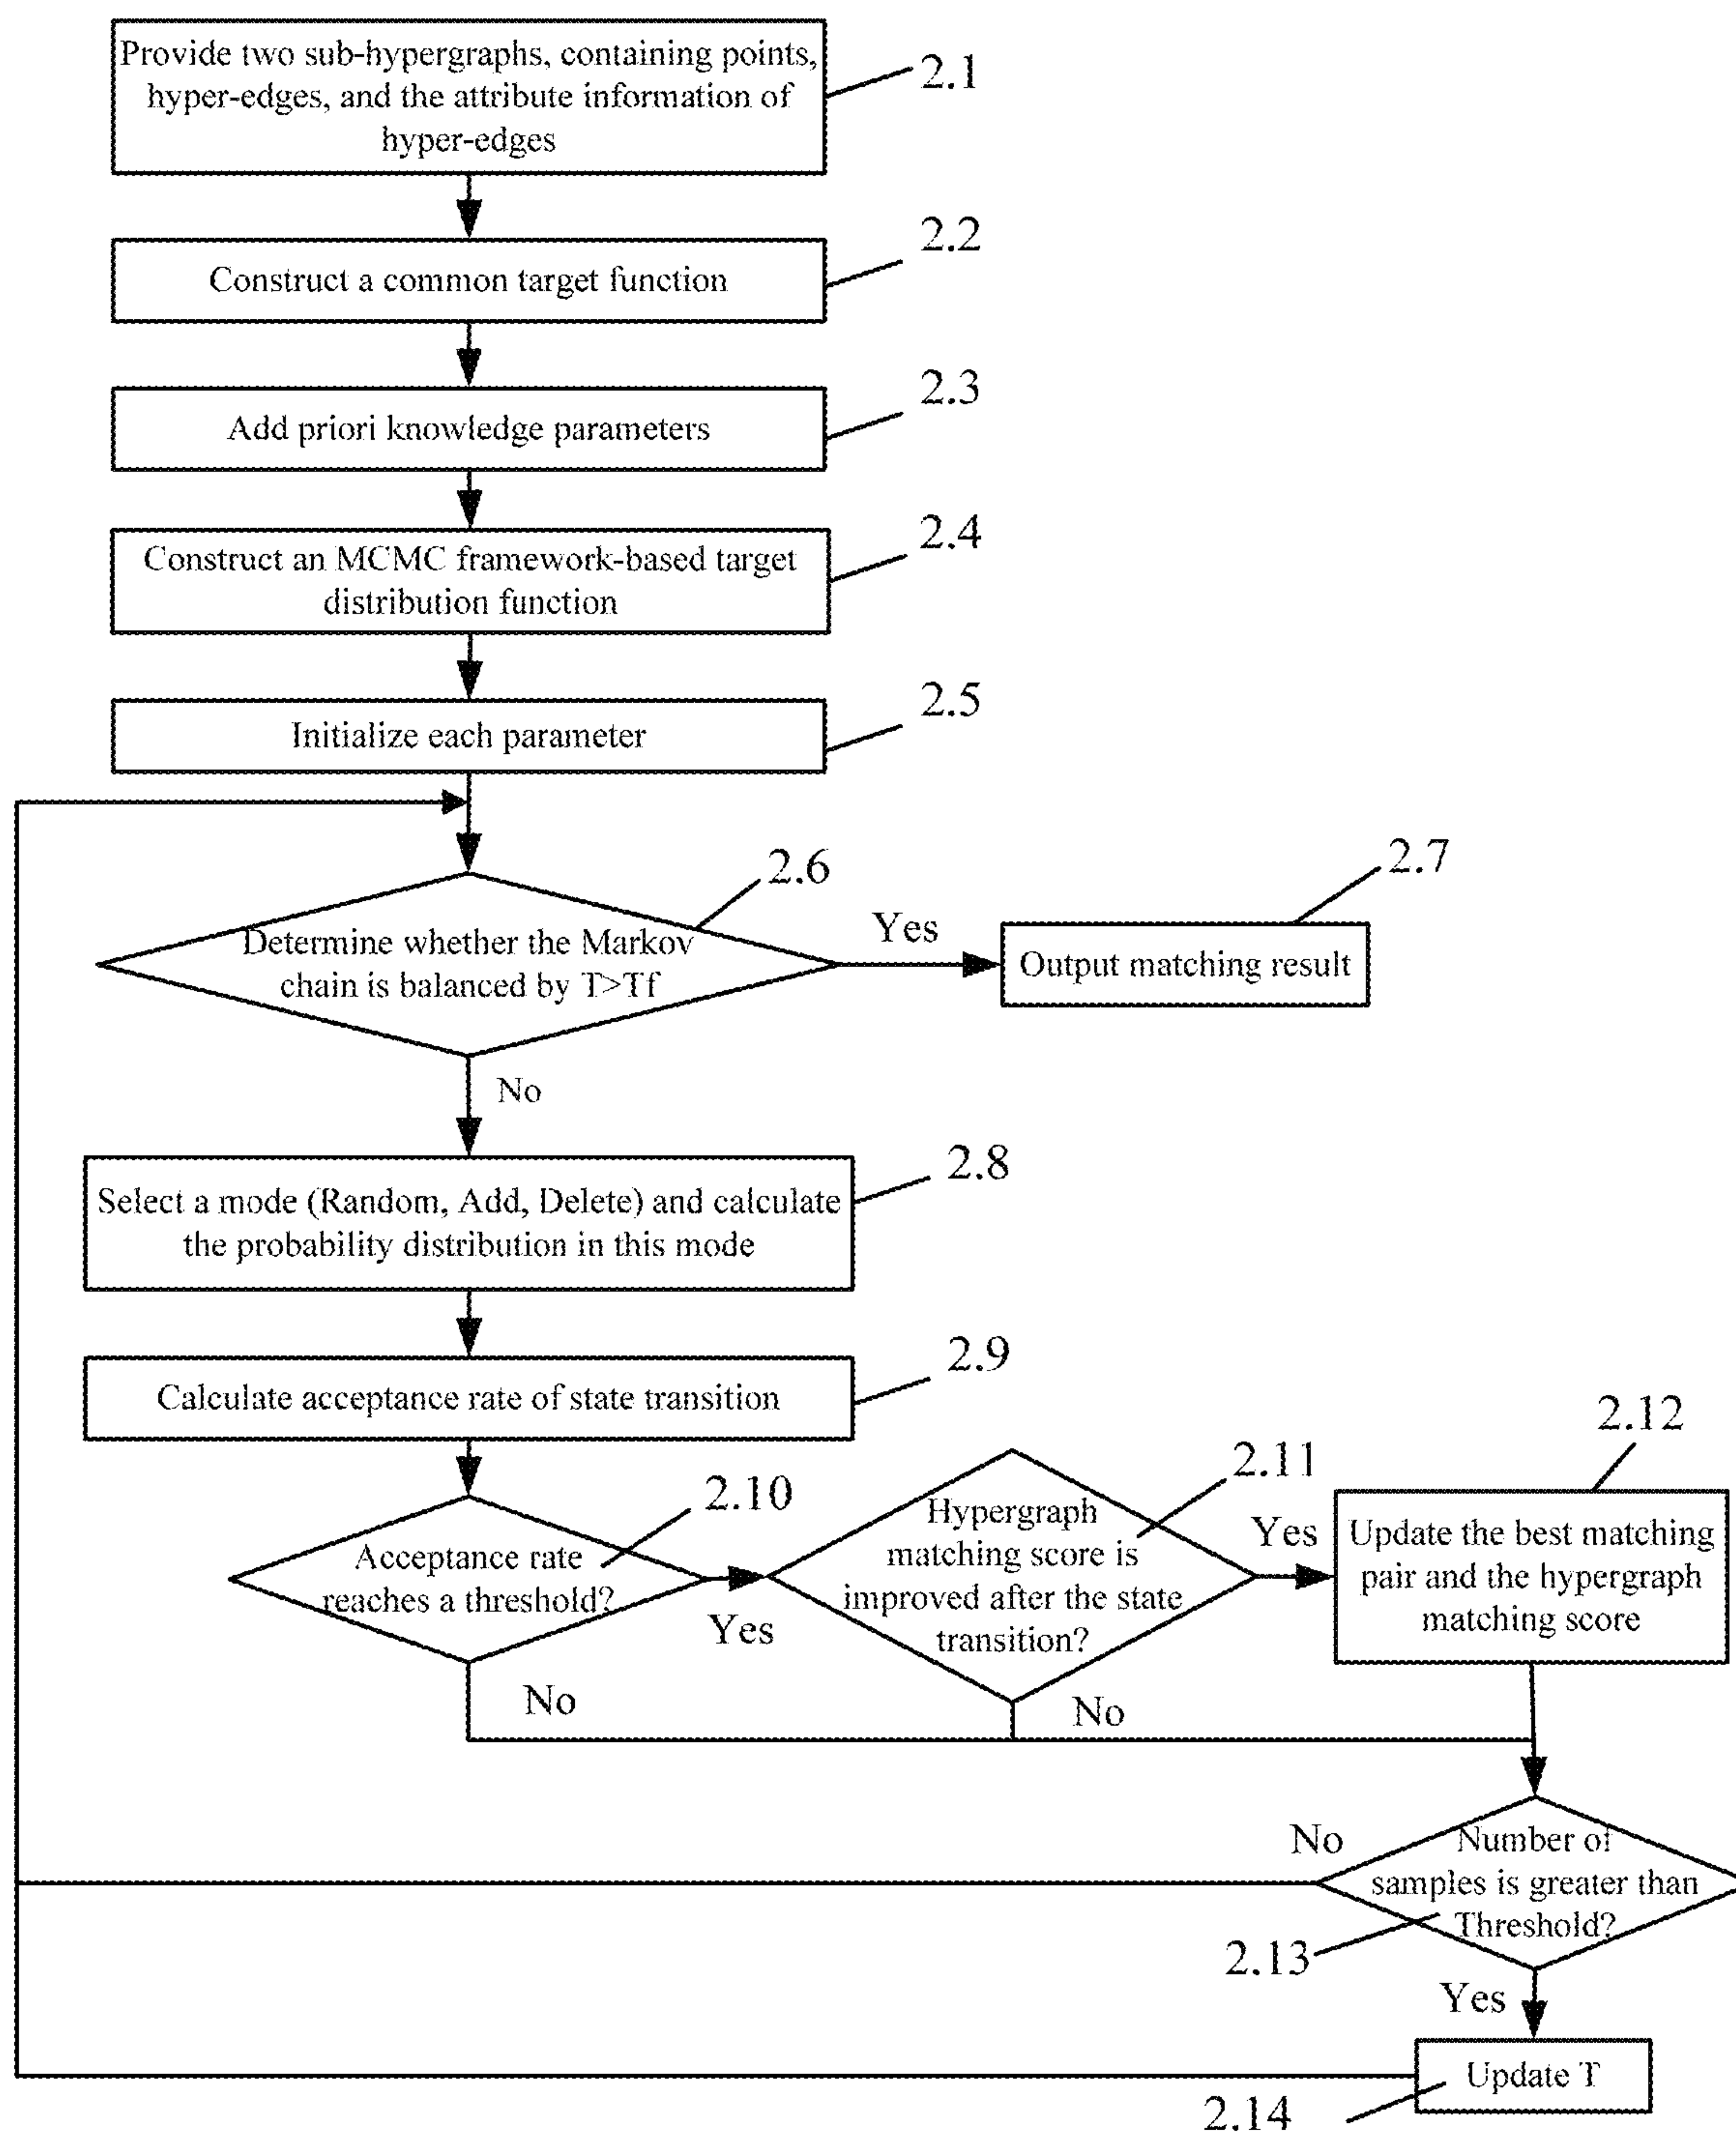 Provide two sub-hypergraphs, containing points,
hyper-edges, and the attribute information of
hyper-edges
2.1
2.2
Construct a common target function
2.3
Add priori knowledge parameters
2.4
Construct an MCMC framework-based target
distribution function
2.5
Initialize each parameter
2.6
Determine whether the Markov
chain is balanced by T>Tf
Yes
2.7
Output matching result
No
2.8
Select a mode (Random, Add, Delete) and calculate
the probability distribution in this mode
2.9
Calculate acceptance rate of state transition
2.10
Acceptance rate
reaches a threshold?
Yes
No
2.11
Hypergraph
matching score is
improved after the state
transition?
Yes
No
2.12
Update the best matching
pair and the hypergraph
matching score
No
Number of
samples is greater than
Threshold?
2.13
Yes
Update T
2.14